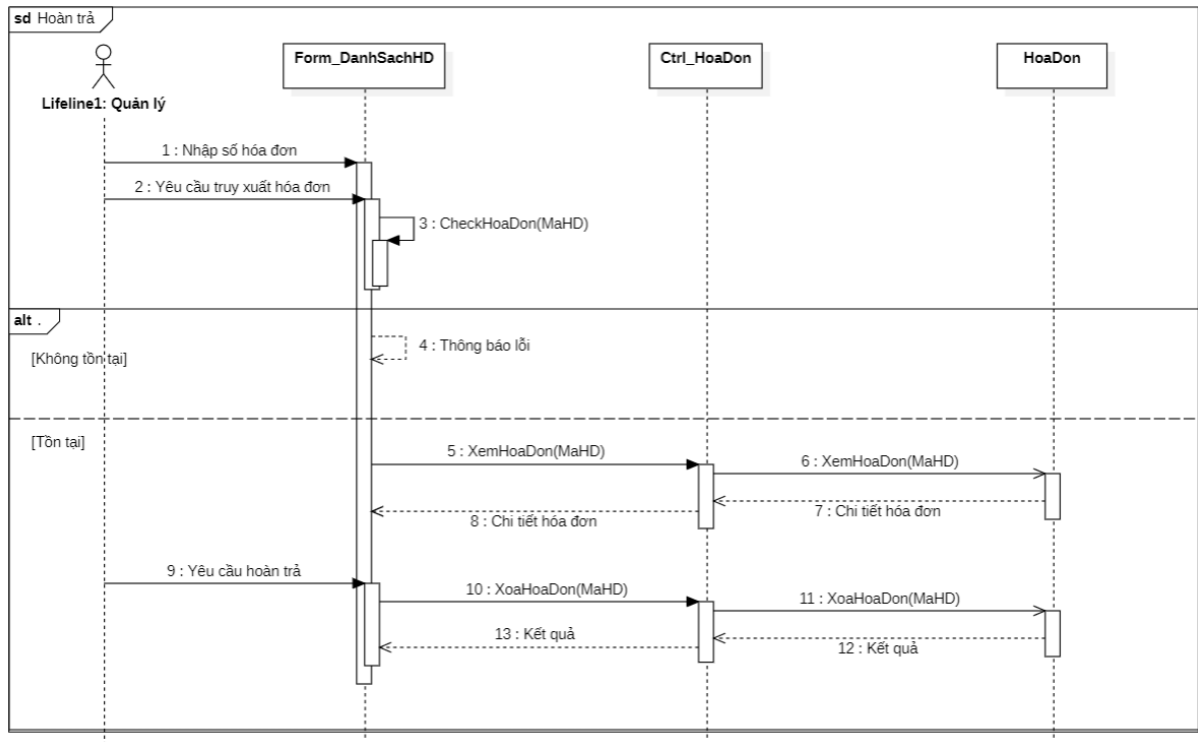 sd Hoàn trả
Form_DanhSachHD
Ctrl_HoaDon
HoaDon
Lifeline1: Quản lý
1 : Nhập số hóa đơn
2 : Yêu cầu truy xuất hóa đơn
3 : CheckHoaDon(MaHD)
alt .
4 : Thông báo lỗi
[Không tồn tại]
[Tồn tại]
5 : XemHoaDon(MaHD)
6 : XemHoaDon(MaHD)
7 : Chi tiết hóa đơn
8 : Chi tiết hóa đơn
9 : Yêu cầu hoàn trả
10 : XoaHoaDon(MaHD)
11 : XoaHoaDon(MaHD)
13 : Kết quả
12 : Kết quả